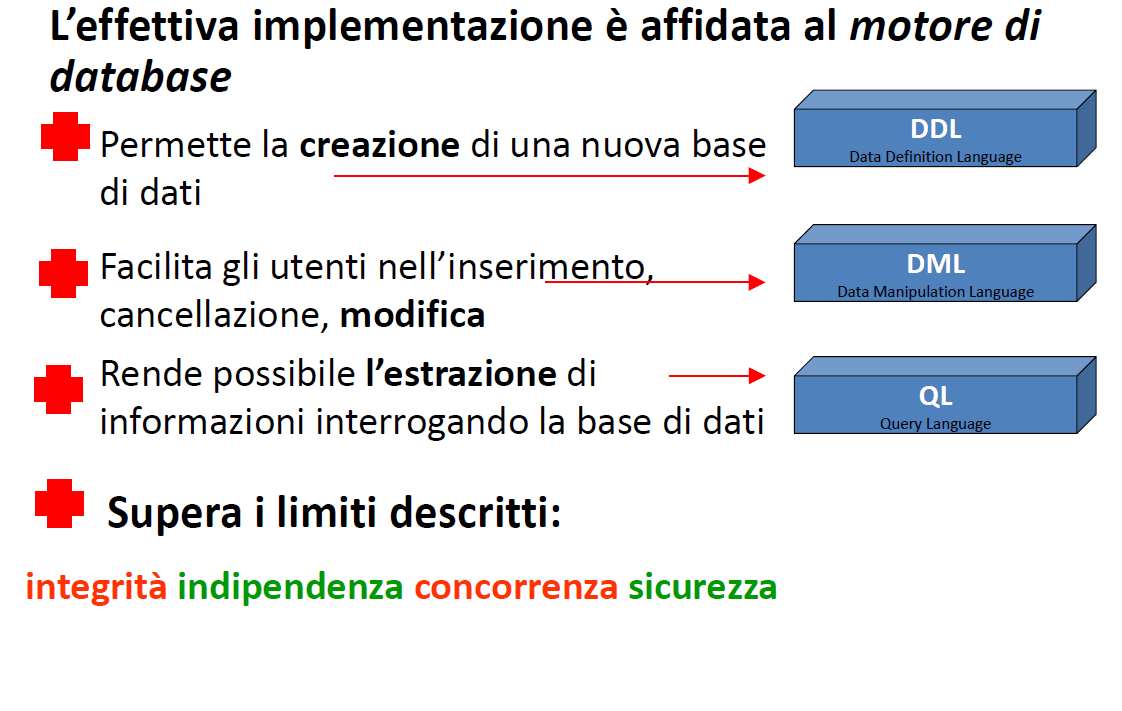 L’effettiva implementazione è affidata al motore di
database
Permette la creazione di una nuova base
di dati
DDL
Data Definition Language
Facilita gli utenti nell’inserimento,
cancellazione, modifica
DML
Data Manipulation Language
Rende possibile l’estrazione di
informazioni interrogando la base di dati
QL
Query Language
Supera i limiti descritti:
integrità indipendenza concorrenza sicurezza